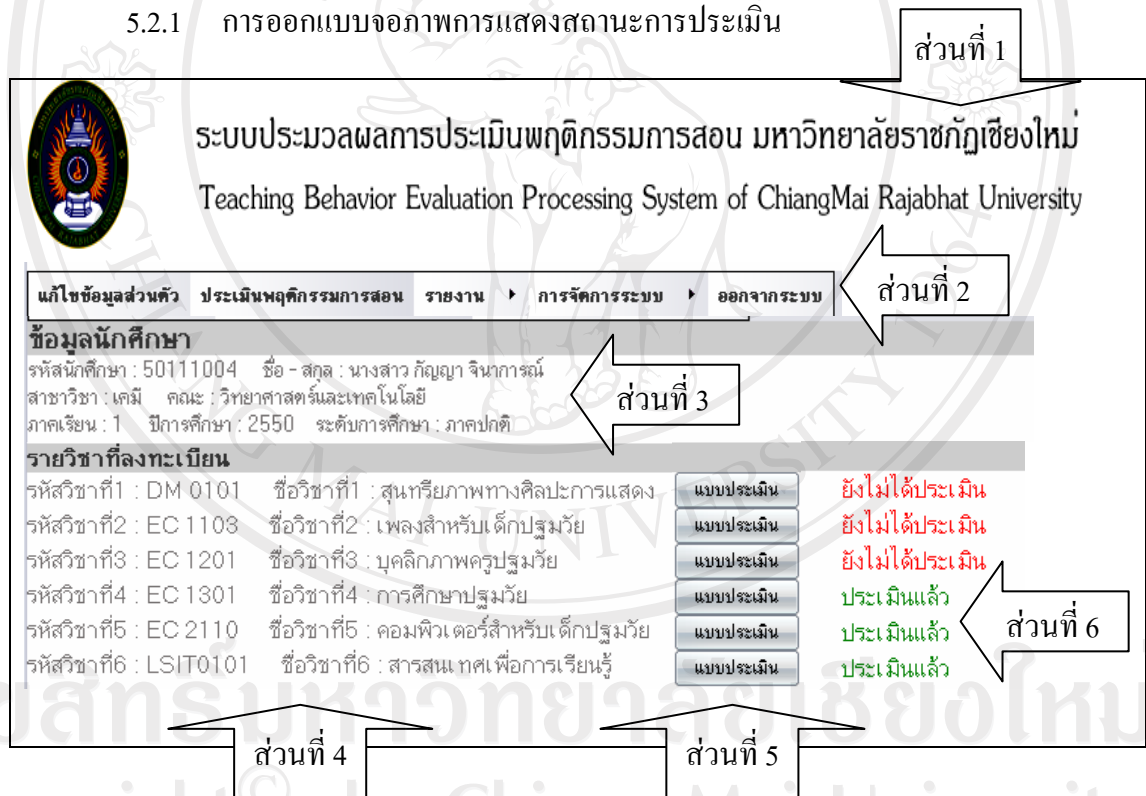 5.2.1 การออกแบบจอภาพการแสดงสถานะการประเมิน
ส่วนที่ 1
ระบบประมวลผลการประเมินพฤติกรรมการสอน มหาวิทยาลัยราชภัฏเชียงใหม่
Teaching Behavior Evaluation Processing System of ChiangMai Rajabhat University
แก้ไขข้อมูลส่วนตัว ประเมินพฤติกรรมการสอน รายงาน การจัดการระบบ ออกจากระบบ
ส่วนที่ 2
ข้อมูลนักศึกษา
รหัสนักศึกษา : 50111004 ชื่อ - สกุล : นางสาว กัญญา จินาการณ์
สาขาวิชา : เคมี คณะ : วิทยาศาสตร์และเทคโนโลยี
ภาคเรียน : 1 ปีการศึกษา : 2550 ระดับการศึกษา : ภาคปกติ
ส่วนที่ 3
รายวิชาที่ลงทะเบียน
รหัสวิชาที่1 : DM 0101 ชื่อวิชาที่1 : สุนทรียภาพทางศิลปะการแสดง แบบประเมิน ยังไม่ได้ประเมิน
รหัสวิชาที่2 : EC 1103 ชื่อวิชาที่2 : เพลงสำหรับเด็กปฐมวัย แบบประเมิน ยังไม่ได้ประเมิน
รหัสวิชาที่3 : EC 1201 ชื่อวิชาที่3 : บุคลิกภาพครูปฐมวัย แบบประเมิน ยังไม่ได้ประเมิน
รหัสวิชาที่4 : EC 1301 ชื่อวิชาที่4 : การศึกษาปฐมวัย แบบประเมิน ประเมินแล้ว
รหัสวิชาที่5 : EC 2110 ชื่อวิชาที่5 : คอมพิวเตอร์สำหรับเด็กปฐมวัย แบบประเมิน ประเมินแล้ว
รหัสวิชาที่6 : LSIT0101 ชื่อวิชาที่6 : สารสนเทศเพื่อการเรียนรู้ แบบประเมิน ประเมินแล้ว
ส่วนที่ 6
ส่วนที่ 4
ส่วนที่ 5